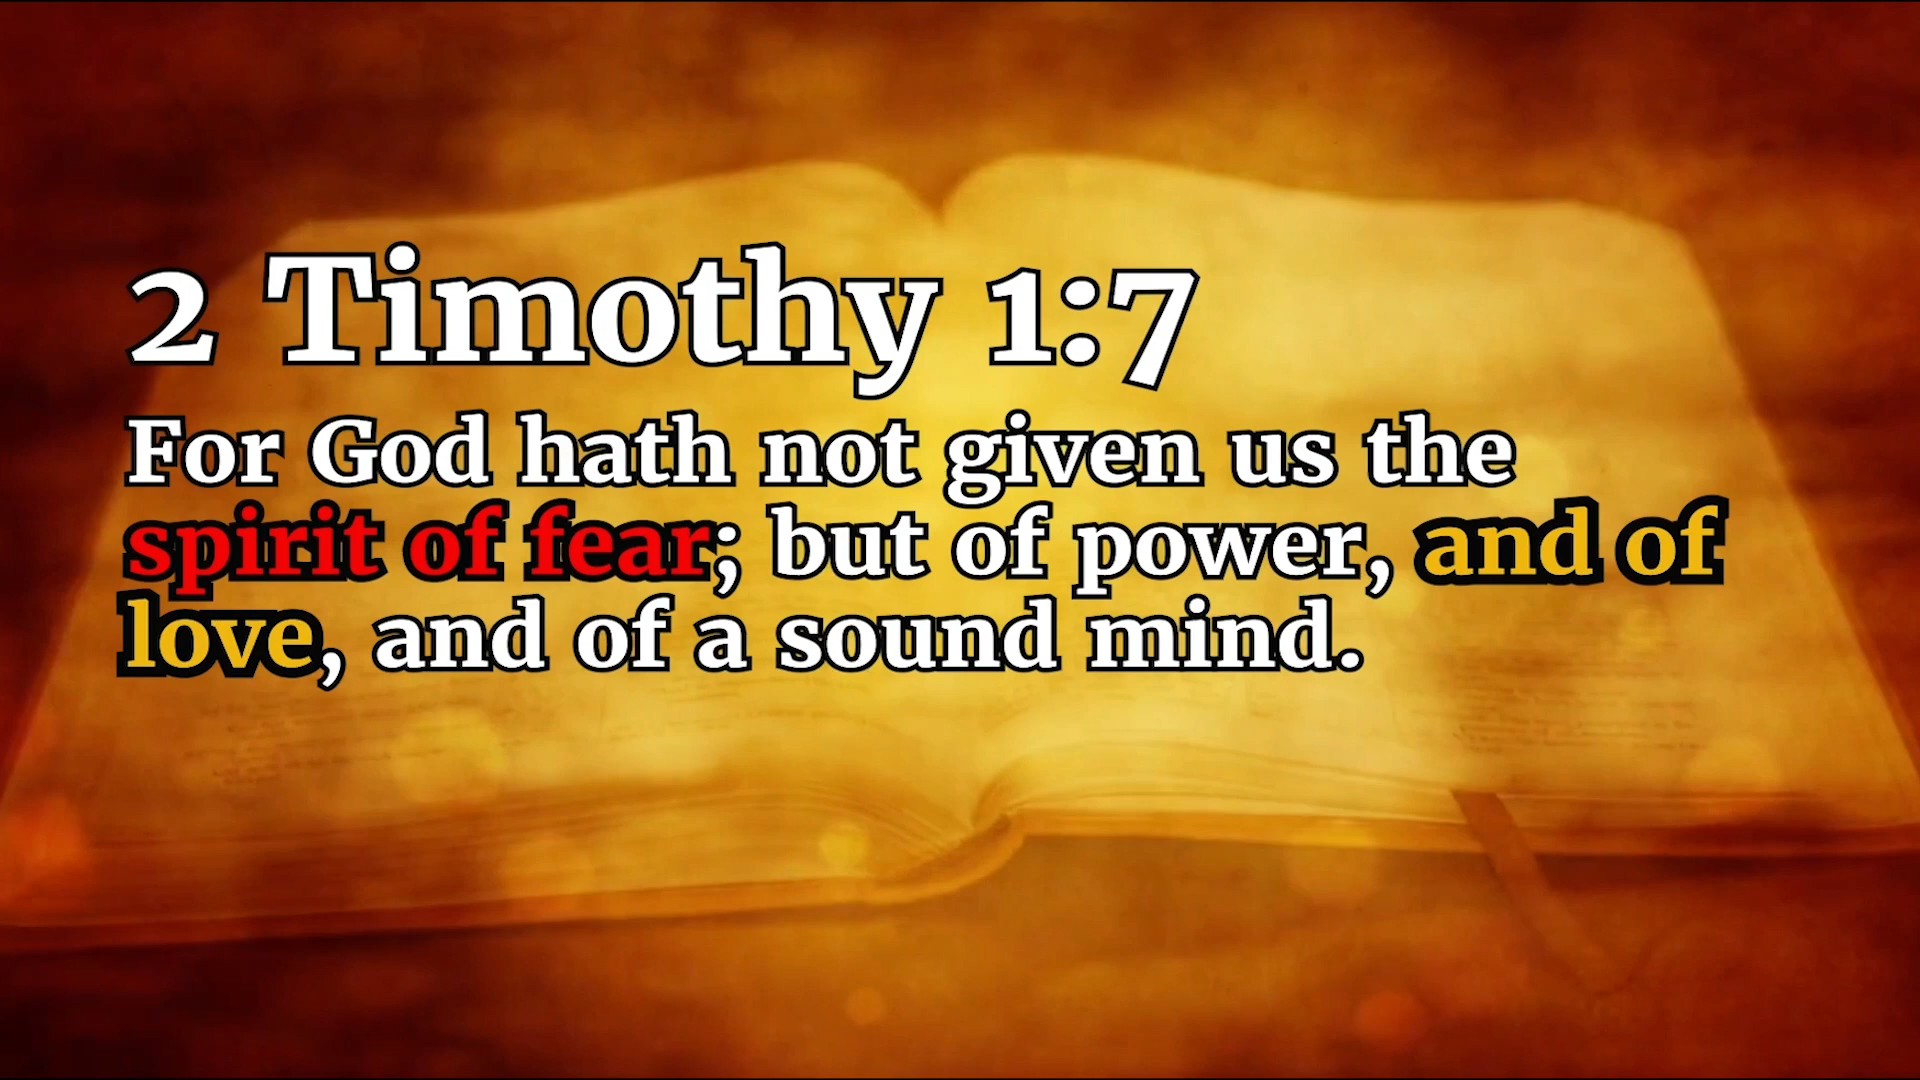 2 Timothy 1:7
For God hath not given us the
spirit of fear; but of power, and of
love, and of a sound mind.